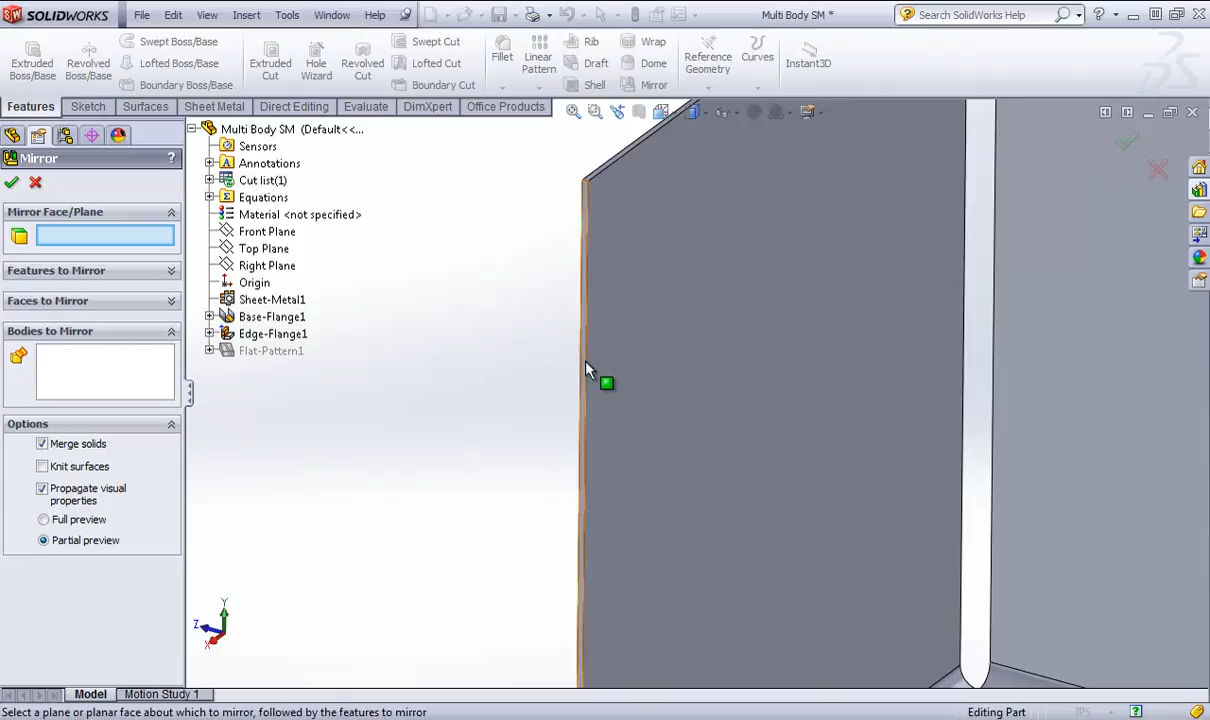 SOLIDWORKS File Edit View Insert Tools Window Help Multi Body SM * Search SolidWorks Help
Extruded Boss/Base
Revolved Boss/Base
Swept Boss/Base
Lofted Boss/Base
Boundary Boss/Base
Extruded Cut
Hole Wizard
Revolved Cut
Swept Cut
Lofted Cut
Boundary Cut
Fillet
Linear Pattern
Rib
Draft
Shell
Wrap
Dome
Mirror
Reference Geometry
Curves
Instant3D
Features Sketch Surfaces Sheet Metal Direct Editing Evaluate DimXpert Office Products
Mirror ?
Mirror Face/Plane
Features to Mirror
Faces to Mirror
Bodies to Mirror
Options
Merge solids
Knit surfaces
Propagate visual
properties
Full preview
Partial preview
Multi Body SM (Default<<...
Sensors
Annotations
Cut list(1)
Equations
Material <not specified>
Front Plane
Top Plane
Right Plane
Origin
Sheet-Metal1
Base-Flange1
Edge-Flange1
Flat-Pattern1
Y
Z
X
Model Motion Study 1
Select a plane or planar face about which to mirror, followed by the features to mirror Editing Part IPS